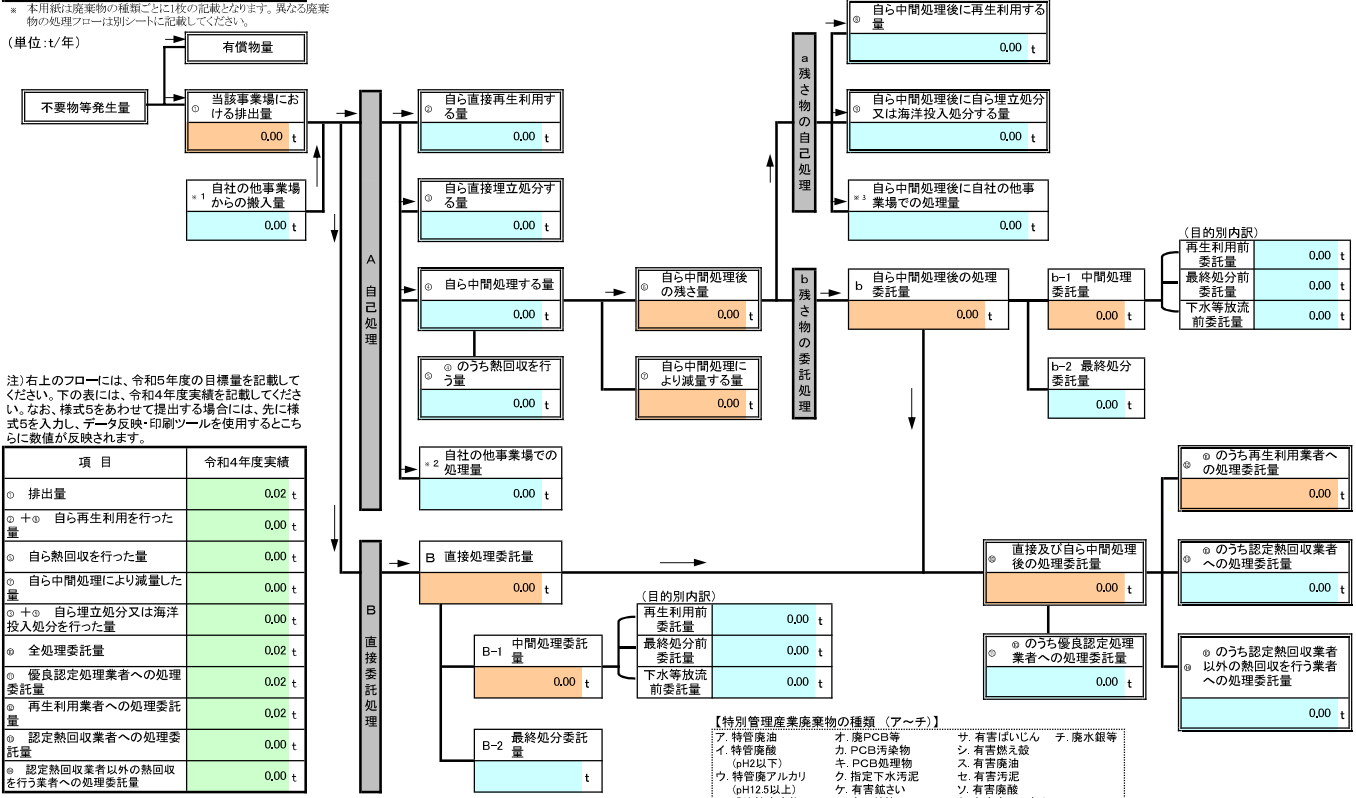 ※ 本用紙は廃棄物の種類ごとに1枚の記載となります。異なる廃棄
物の処理フローは別シートに記載してください。
(単位:t/年)
有償物量
不要物等発生量
① 当該事業場にお
ける排出量
0.00 t
※1 自社の他事業場
からの搬入量
0.00 t
A 自己処理
② 自ら直接再生利用す
る量
0.00 t
③ 自ら直接埋立処分す
る量
0.00 t
④ 自ら中間処理する量
0.00 t
⑤ ④のうち熱回収を行
う量
0.00 t
※2 自社の他事業場での
処理量
0.00 t
⑥ 自ら中間処理後
の残さ量
0.00 t
⑦ 自ら中間処理に
より減量する量
0.00 t
a残さ物の自己処理
⑧ 自ら中間処理後に再生利用する
量
0.00 t
⑨ 自ら中間処理後に自ら埋立処分
又は海洋投入処分する量
0.00 t
※3 自ら中間処理後に自社の他事
業場での処理量
0.00 t
b残さ物の委託処理
b 自ら中間処理後の処理
委託量
0.00 t
b-1 中間処理
委託量
0.00 t
b-2 最終処分
委託量
0.00 t
(目的別内訳)
再生利用前
委託量
0.00 t
最終処分前
委託量
0.00 t
下水等放流
前委託量
0.00 t
注)右上のフローには、令和5年度の目標量を記載して
ください。下の表には、令和4年度実績を記載してくださ
い。なお、様式5をあわせて提出する場合には、先に様
式5を入力し、データ反映・印刷ツールを使用するとこち
らに数値が反映されます。
項 目 令和4年度実績
① 排出量 0.02 t
②+⑧ 自ら再生利用を行った
量 0.00 t
⑤ 自ら熱回収を行った量 0.00 t
⑦ 自ら中間処理により減量した
量 0.00 t
③+⑨ 自ら埋立処分又は海洋
投入処分を行った量 0.00 t
⑩ 全処理委託量 0.02 t
⑪ 優良認定処理業者への処理
委託量 0.02 t
⑫ 再生利用業者への処理委託
量 0.02 t
⑬ 認定熱回収業者への処理委
託量 0.00 t
⑭ 認定熱回収業者以外の熱回収
を行う業者への処理委託量 0.00 t
B 直接委託処理
B 直接処理委託量
0.00 t
B-1 中間処理委託
量
0.00 t
B-2 最終処分委託
量
t
(目的別内訳)
再生利用前
委託量
0.00 t
最終処分前
委託量
0.00 t
下水等放流
前委託量
0.00 t
⑩ 直接及び自ら中間処理
後の処理委託量
0.00 t
⑪ ⑩のうち優良認定処理
業者への処理委託量
0.00 t
⑫ ⑩のうち再生利用業者へ
の処理委託量
0.00 t
⑬ ⑩のうち認定熱回収業者
への処理委託量
0.00 t
⑭ ⑩のうち認定熱回収業者
以外の熱回収を行う業者
への処理委託量
0.00 t
【特別管理産業廃棄物の種類 (ア~チ)】
ア. 特管廃油 オ. 廃PCB等 サ. 有害ばいじん チ. 廃水銀等
イ. 特管廃酸 カ. PCB汚染物 シ. 有害燃え殻
(pH2以下) キ. PCB処理物 ス. 有害廃油
ウ. 特管廃アルカリ ク. 指定下水汚泥 セ. 有害汚泥
(pH12.5以上) ケ. 有害鉱さい ソ. 有害廃酸